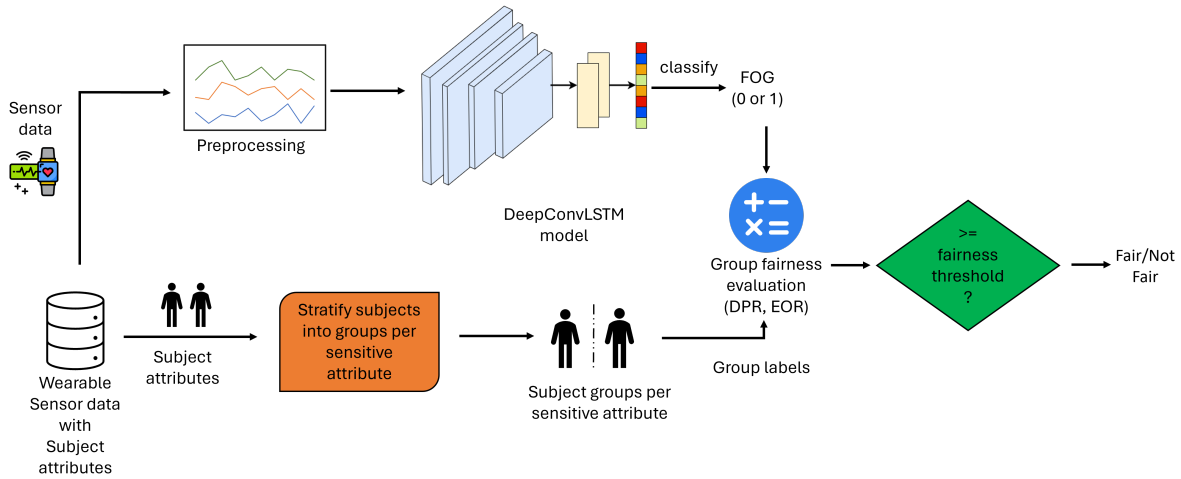 Sensor
data
Preprocessing
DeepConvLSTM
model
classify
FOG
(0 or 1)
Group fairness
evaluation
(DPR, EOR)
>=
fairness
threshold
?
Fair/Not
Fair
Wearable
Sensor data
with
Subject
attributes
Subject
attributes
Stratify subjects
into groups per
sensitive
attribute
Subject groups per
sensitive attribute
Group labels